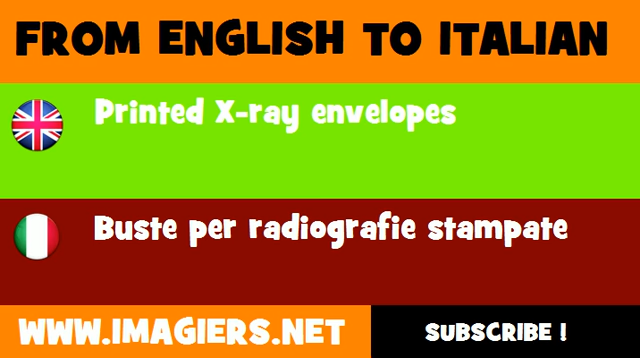 FROM ENGLISH TO ITALIAN
Printed X-ray envelopes
Buste per radiografie stampate
WWW.IMAGIERS.NET
SUBSCRIBE !